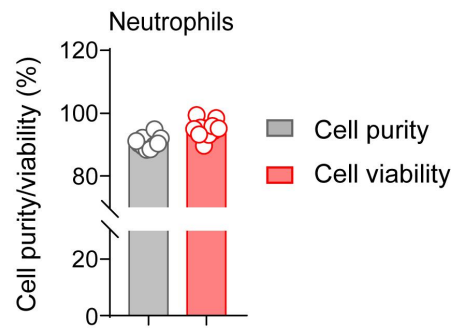 Neutrophils
Cell purity/viability (%)
120
100
80
20
0
Cell purity
Cell viability